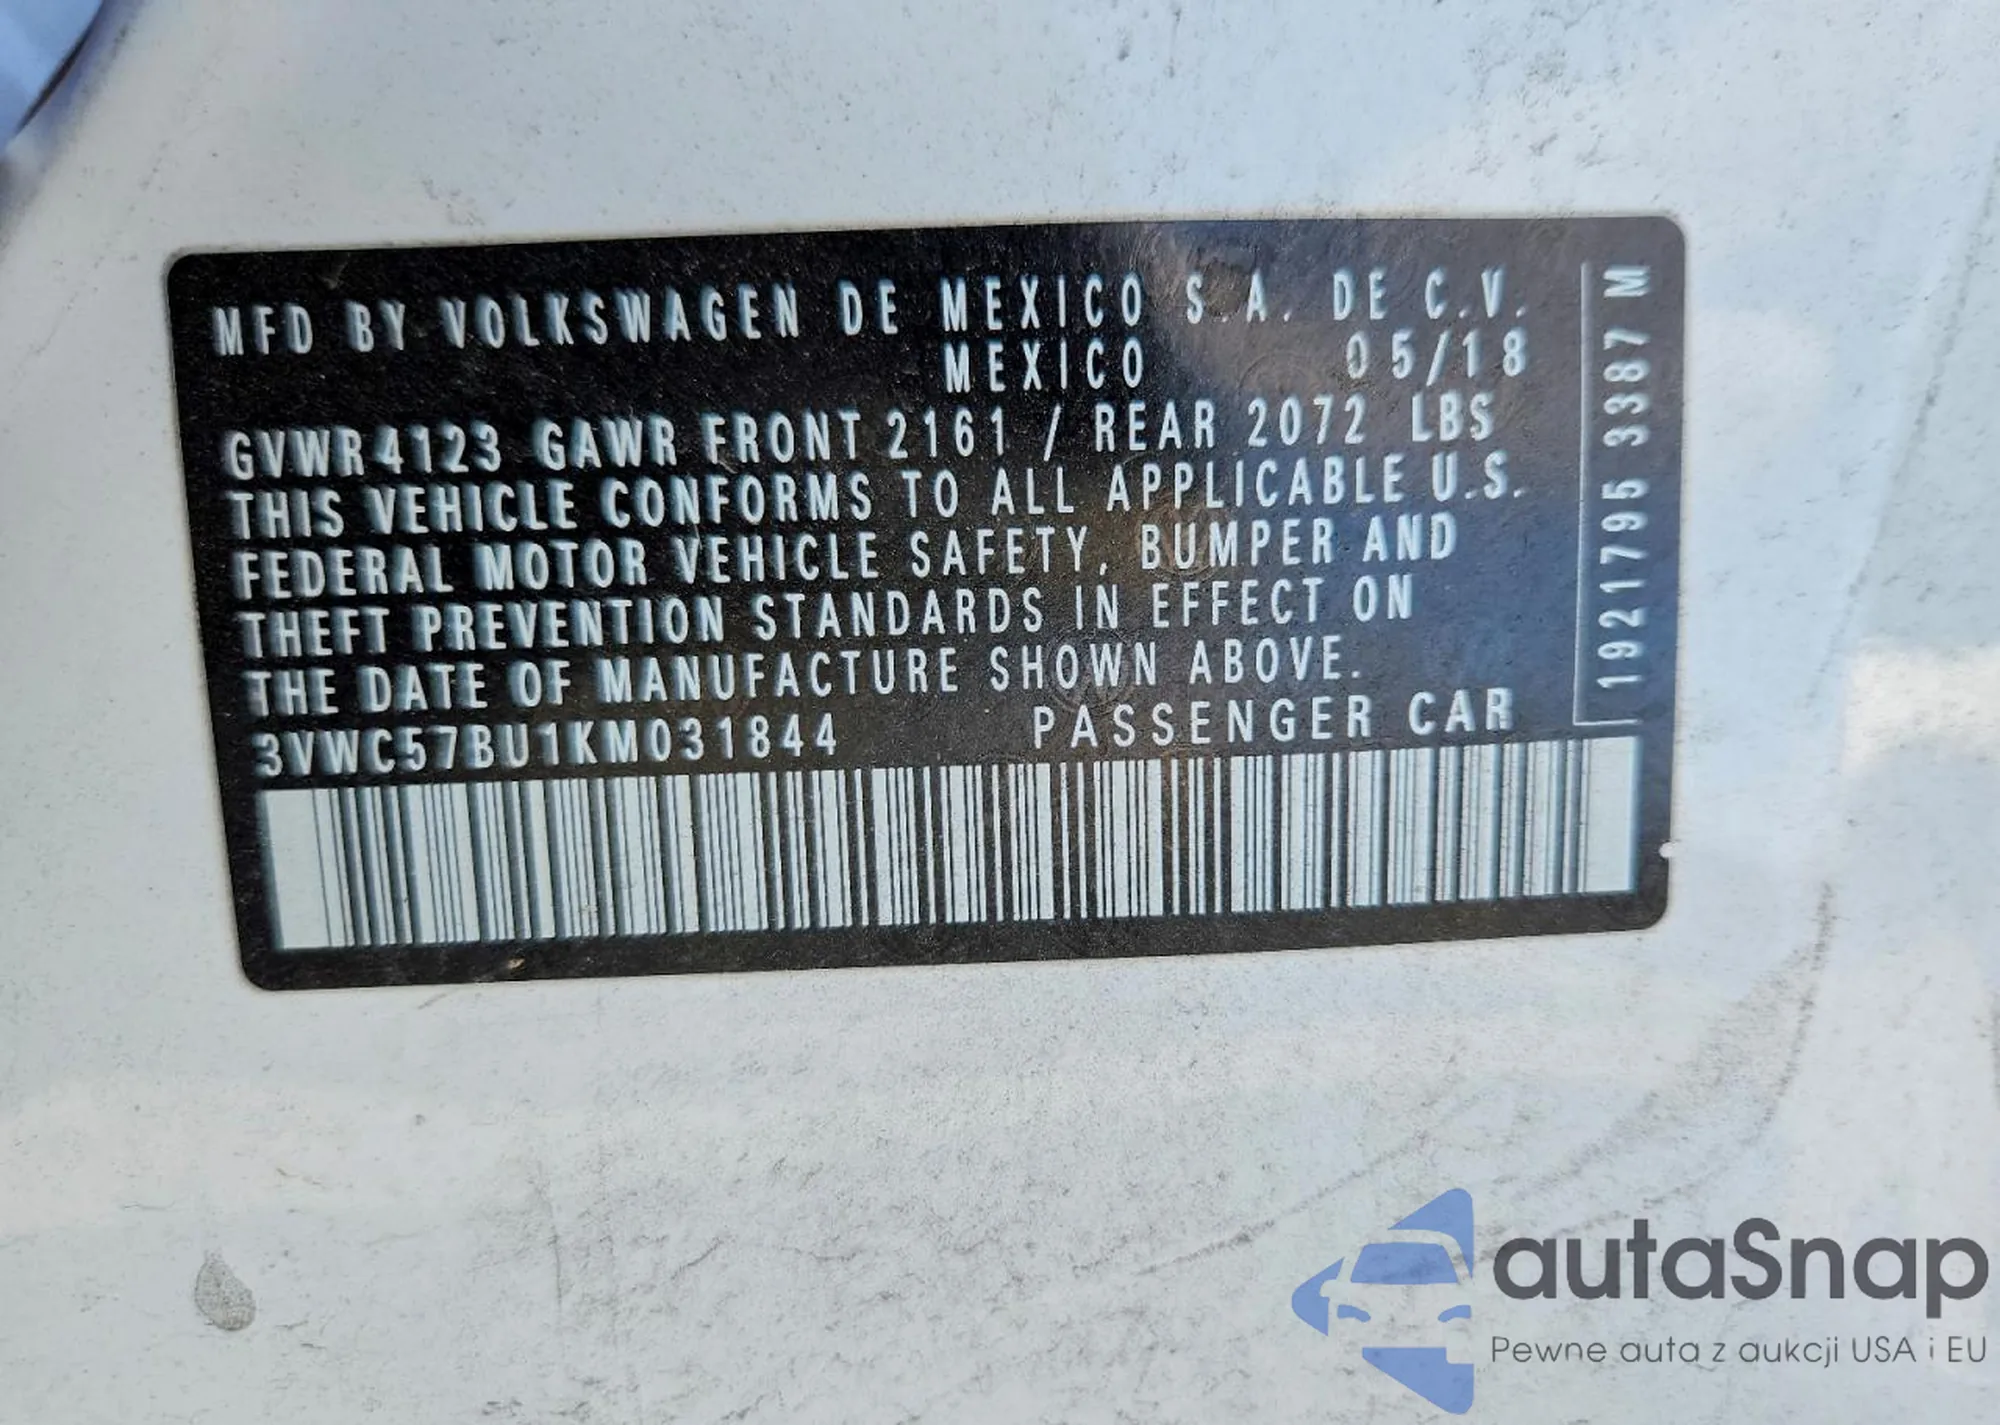 MFD BY VOLKSWAGEN DE MEXICO S.A. DE C.V.
MEXICO 05/18
GVWR4123 GAWR FRONT 2161 / REAR 2072 LBS
THIS VEHICLE CONFORMS TO ALL APPLICABLE U.S.
FEDERAL MOTOR VEHICLE SAFETY, BUMPER AND
THEFT PREVENTION STANDARDS IN EFFECT ON
THE DATE OF MANUFACTURE SHOWN ABOVE.
3VWC57BU1KM031844 PASSENGER CAR
1921795 3387 M
autaSnap
Pewne auta z aukcji USA i EU